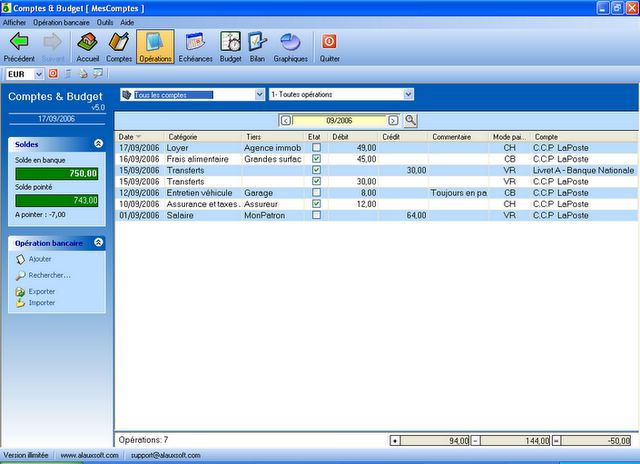 Comptes & Budget [ MesComptes ]
Afficher Opération bancaire Outils Aide
Précédent Suivant Accueil Comptes Opérations Echéances Budget Bilan Graphiques Quitter
EUR
Comptes & Budget
v5.0
17/09/2006
Tous les comptes 1- Toutes opérations
09/2006
Soldes
Solde en banque
750,00
Solde pointé
743,00
A pointer : -7,00
Opération bancaire
Ajouter
Rechercher...
Exporter
Importer
Date Catégorie Tiers Etat Débit Crédit Commentaire Mode pai... Compte
17/09/2006 Loyer Agence immob 49,00 CH C.C.P LaPoste
16/09/2006 Frais alimentaire Grandes surfac 45,00 CB C.C.P LaPoste
15/09/2006 Transferts 30,00 VR Livret A - Banque Nationale
15/09/2006 Transferts 30,00 VR C.C.P LaPoste
12/09/2006 Entretien véhicule Garage 8,00 Toujours en pa CB C.C.P LaPoste
10/09/2006 Assurance et taxes . Assureur 12,00 CH C.C.P LaPoste
01/09/2006 Salaire MonPatron 64,00 VR C.C.P LaPoste
Opérations: 7 + 94,00 - 144,00 = -50,00
Version illimitée www.alauxsoft.com support@alauxsoft.com